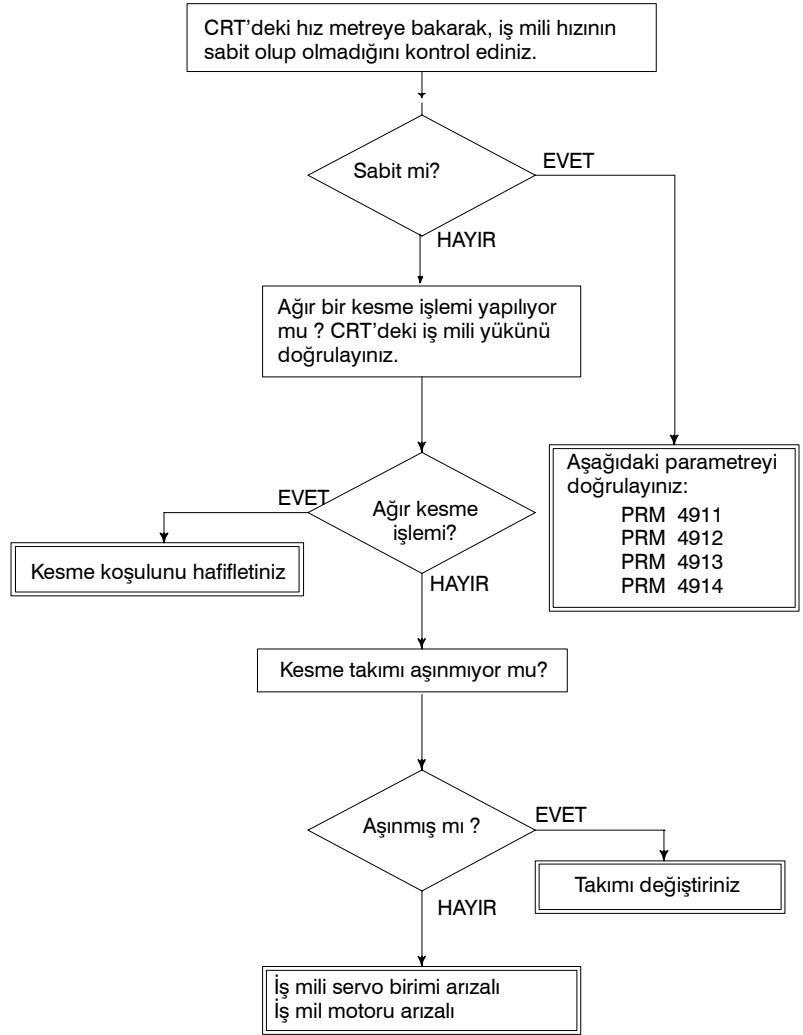 CRT’deki hız metreye bakarak, iş mili hızının
sabit olup olmadığını kontrol ediniz.
Sabit mi?
EVET
HAYIR
Ağır bir kesme işlemi yapılıyor
mu ? CRT’deki iş mili yükünü
doğrulayınız.
Aşağıdaki parametreyi
doğrulayınız:
PRM 4911
PRM 4912
PRM 4913
PRM 4914
EVET
Ağır kesme
işlemi?
Kesme koşulunu hafifletiniz
HAYIR
Kesme takımı aşınmıyor mu?
Aşınmış mı ?
EVET
Takımı değiştiriniz
HAYIR
İş mili servo birimi arızalı
İş mil motoru arızalı